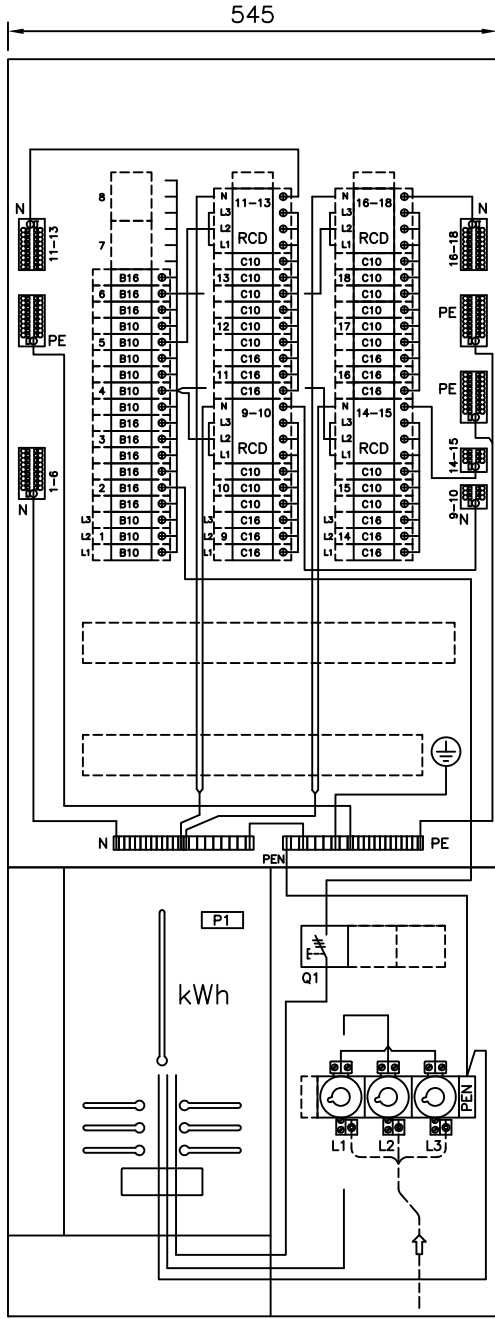 545
N
11-13
PE
1-6
N
8
7
B16
6 B16
B16
B10
5 B10
B10
B16
4 B10
B10
B10
3 B10
B16
B16
2 B16
B16
L3 B10
L2 1 B10
L1 B10
N 11-13
L3
L2 RCD
L1
C10
13 C10
C10
C10
12 C10
C10
C16
11 C16
C16
N 9-10
L3
L2 RCD
L1
C10
10 C10
C10
L3 C16
L2 9 C16
L1 C16
N 16-18
L3
L2 RCD
L1
C10
18 C10
C10
C10
17 C10
C10
C16
16 C16
C16
N 14-15
L3
L2 RCD
L1
C10
15 C10
C10
L3 C16
L2 14 C16
L1 C16
N
16-18
PE
PE
14-15
9-10
N
N
PE
PEN
P1
kWh
Q1
PEN
L1 L2 L3